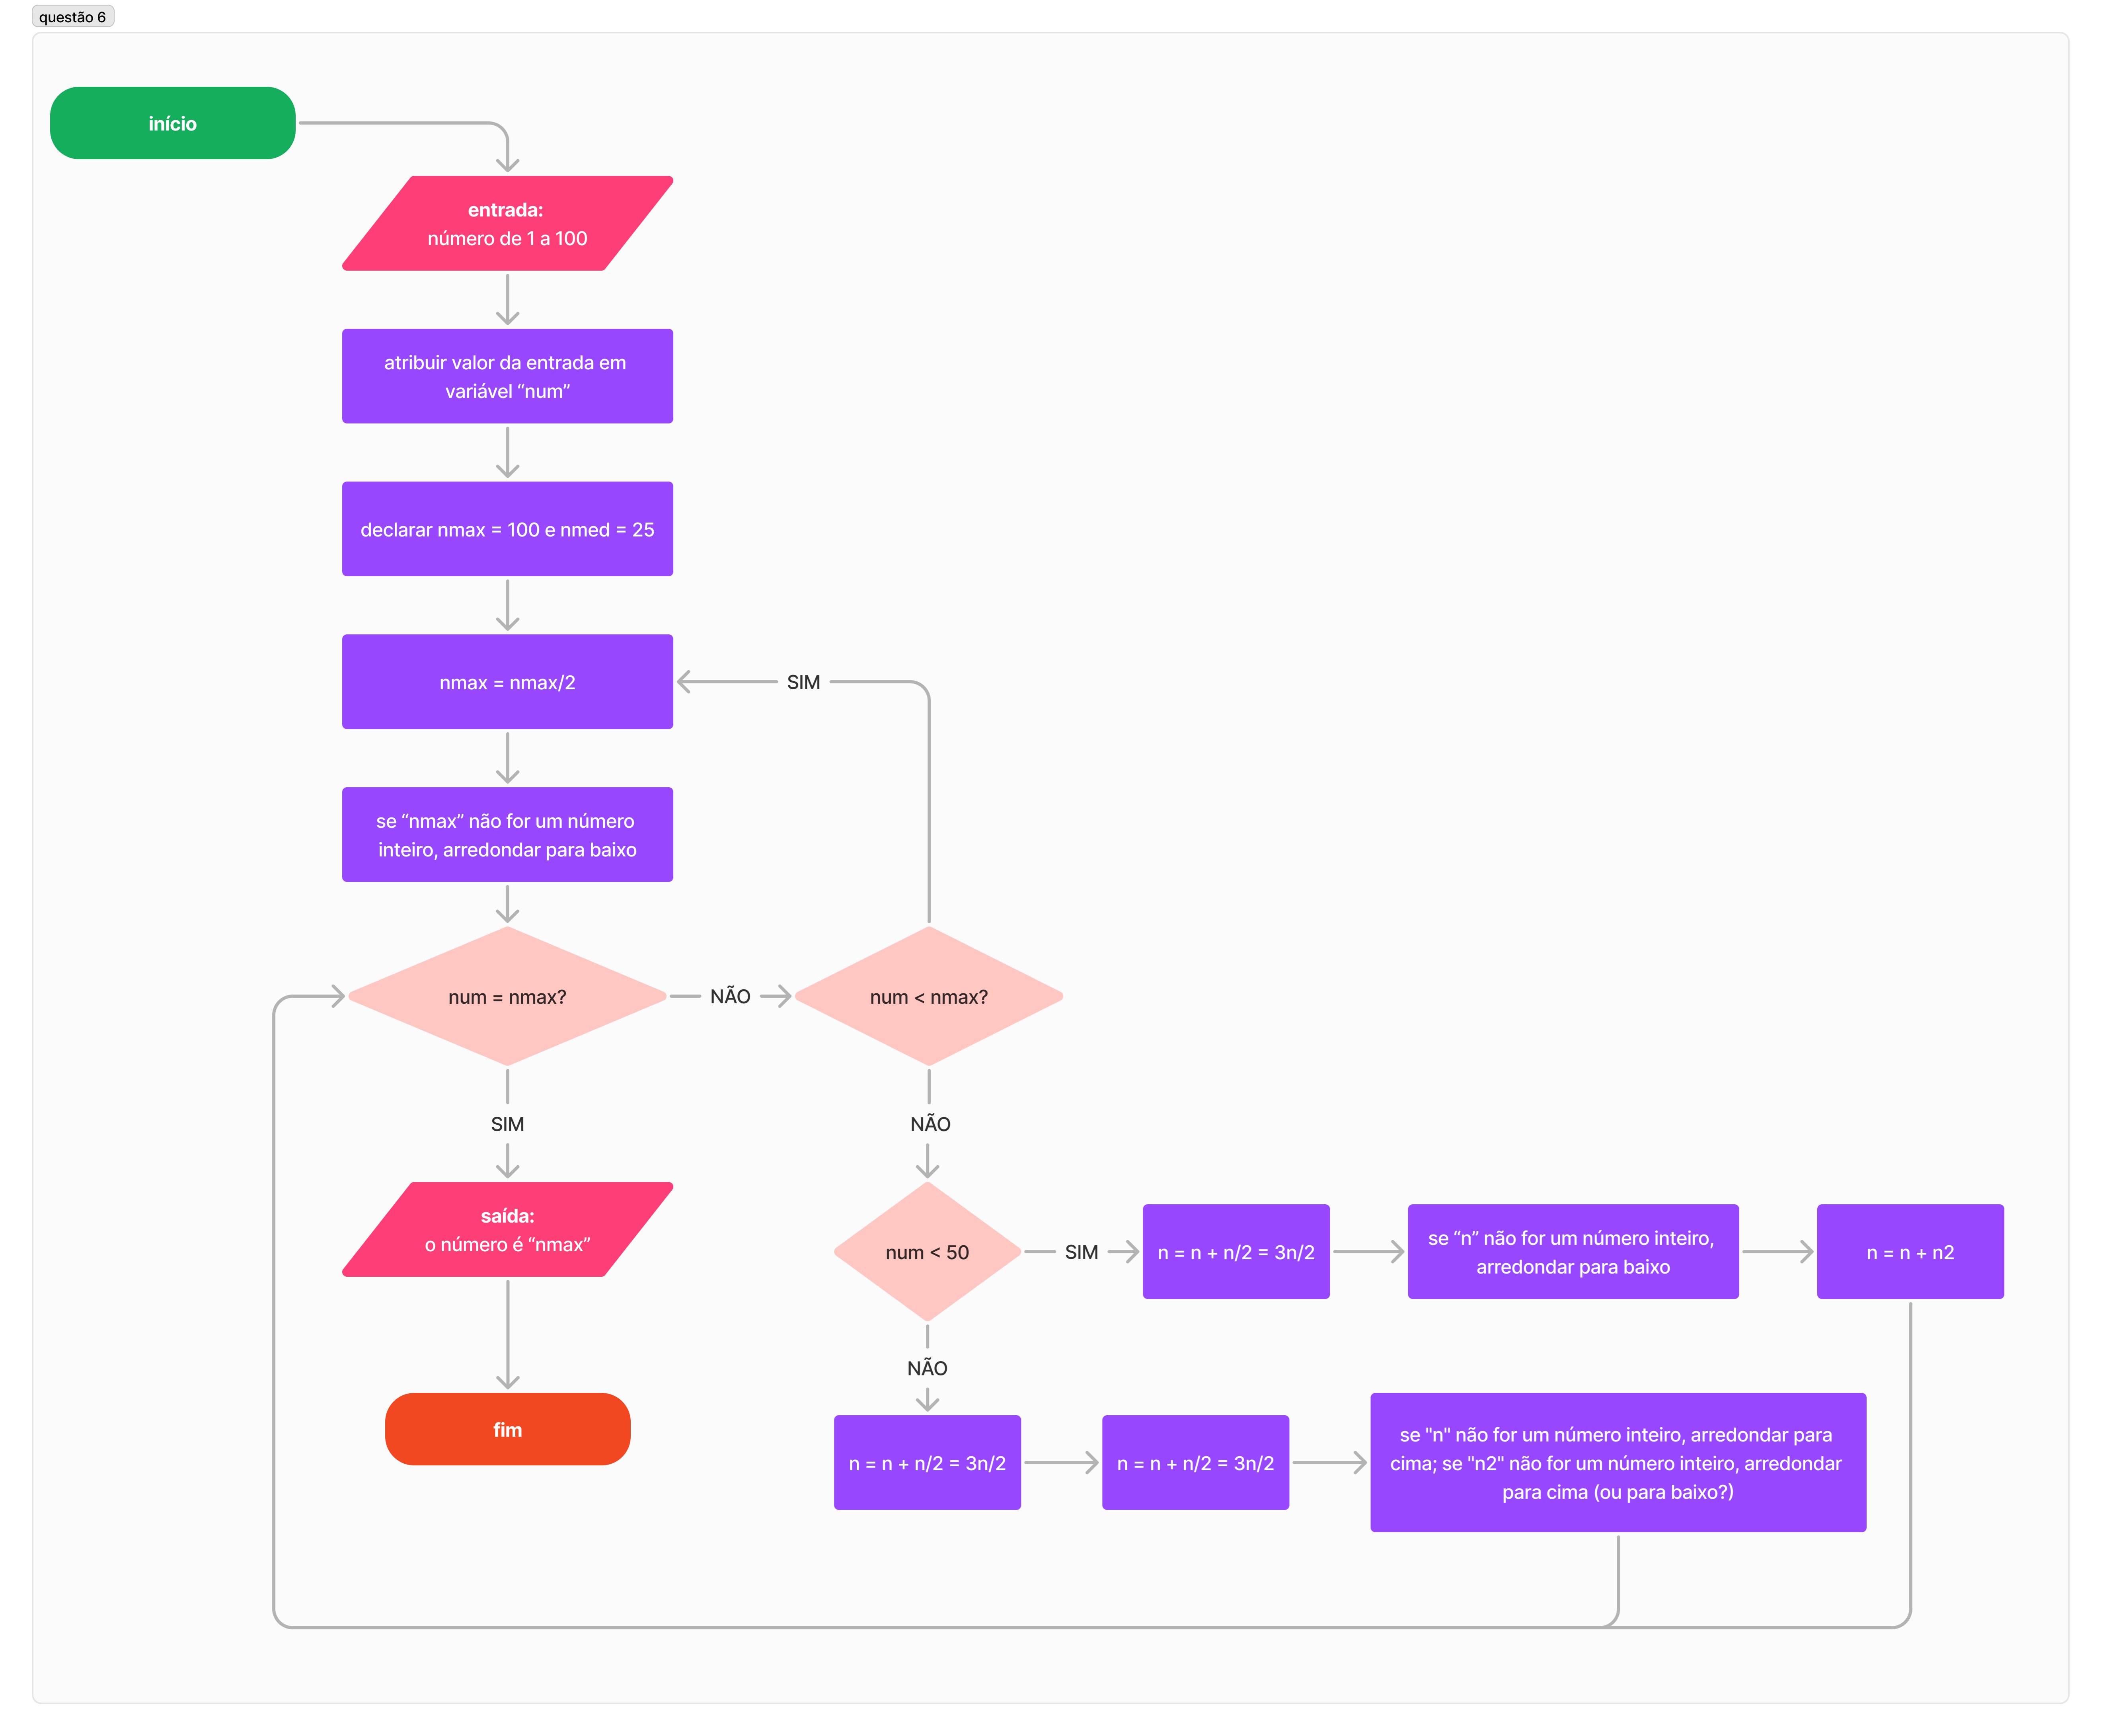 questão 6
início
entrada:
número de 1 a 100
atribuir valor da entrada em
variável “num”
declarar nmax = 100 e nmed = 25
nmax = nmax/2
SIM
se “nmax” não for um número
inteiro, arredondar para baixo
num = nmax?
NÃO
num < nmax?
SIM
NÃO
saída:
o número é “nmax”
num < 50
SIM
n = n + n/2 = 3n/2
se “n” não for um número inteiro,
arredondar para baixo
n = n + n2
NÃO
fim
n = n + n/2 = 3n/2
n = n + n/2 = 3n/2
se "n" não for um número inteiro, arredondar para
cima; se "n2" não for um número inteiro, arredondar
para cima (ou para baixo?)